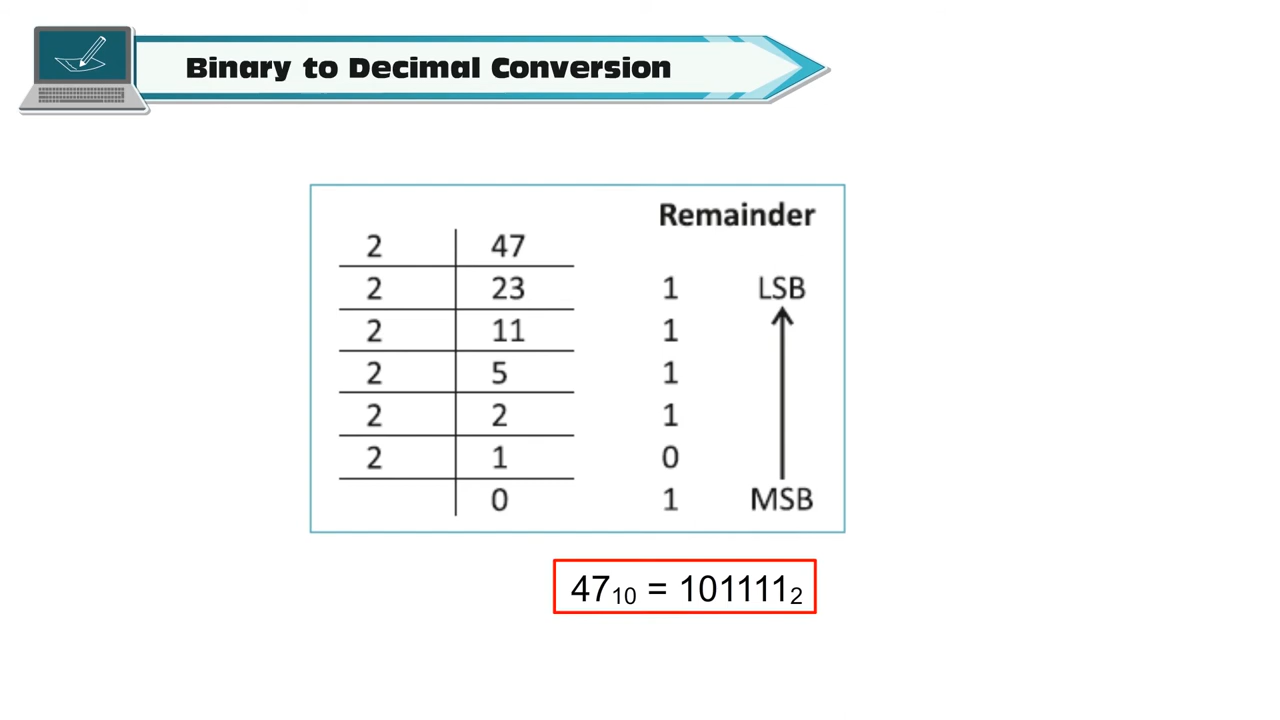 Binary to Decimal Conversion
Remainder
2 47
2 23 1 LSB
2 11 1
2 5 1
2 2 1
2 1 0
0 1 MSB
47₁₀ = 101111₂